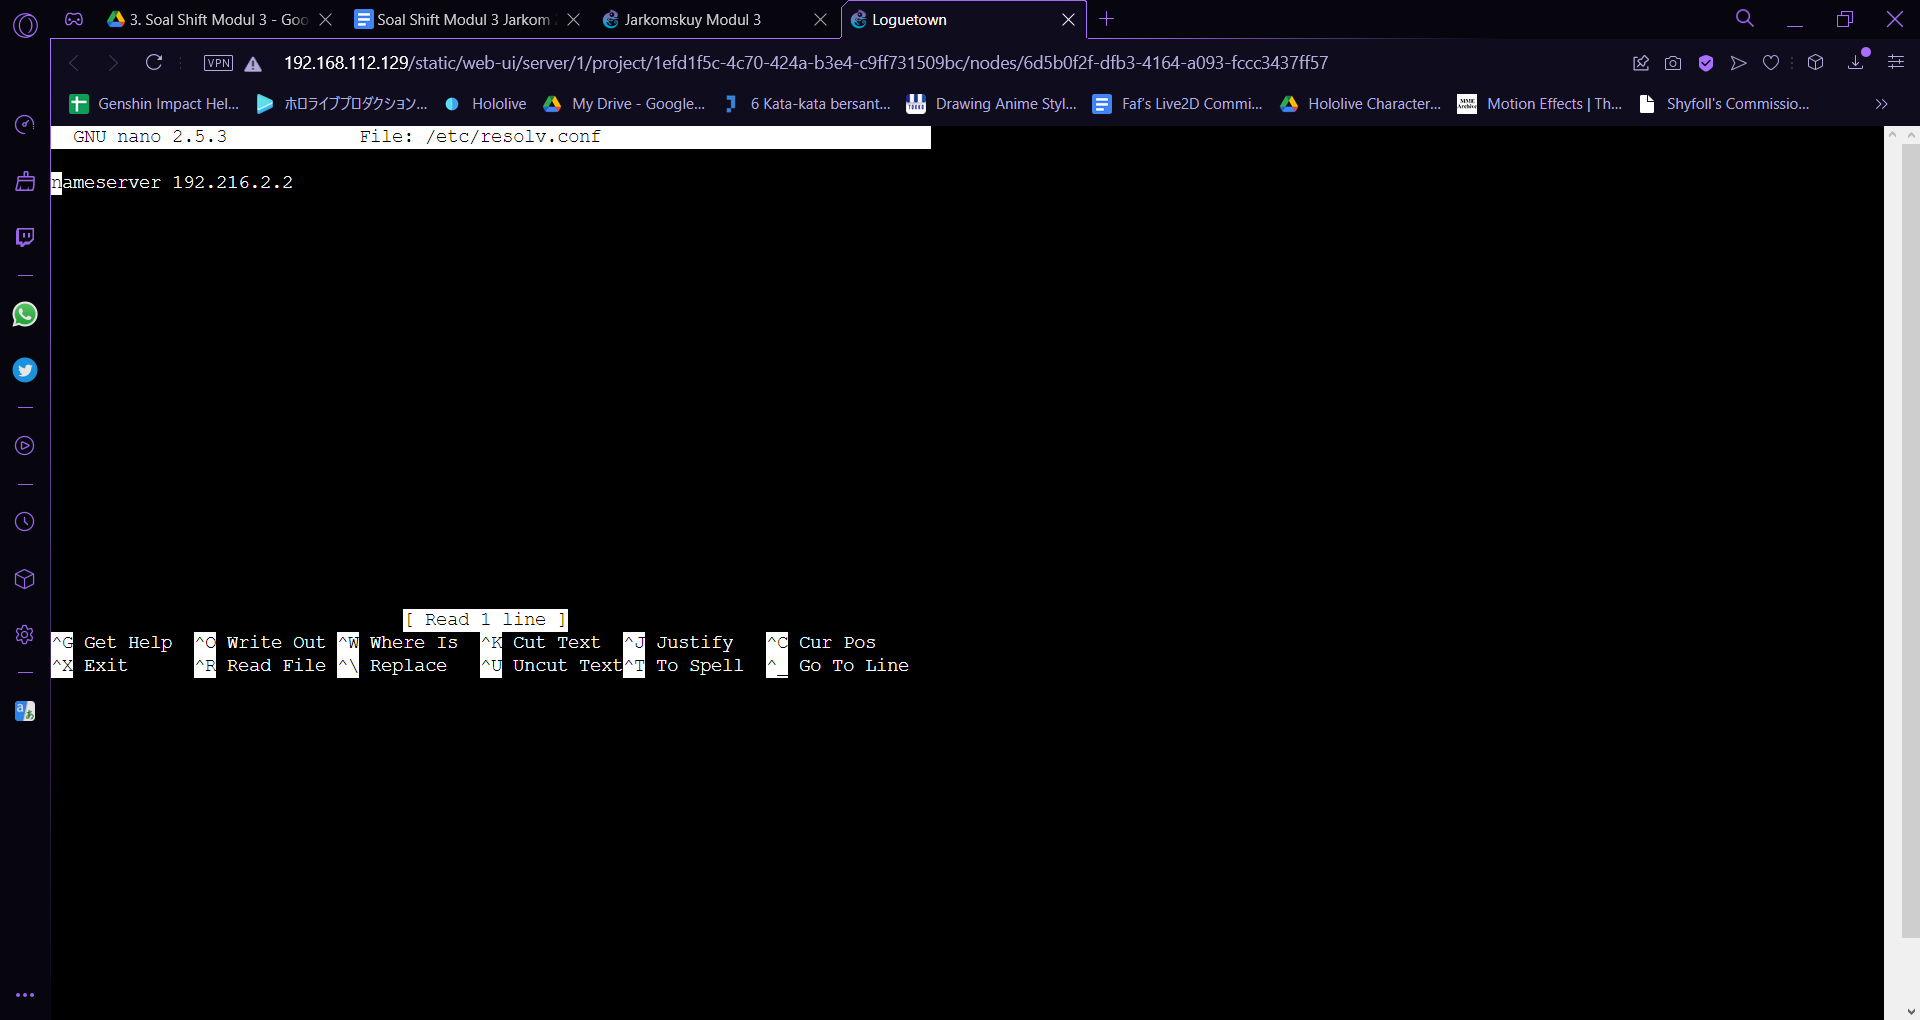 3. Soal Shift Modul 3 - Goo
Soal Shift Modul 3 Jarkom
Jarkomskuy Modul 3
Loguetown
VPN
192.168.112.129/static/web-ui/server/1/project/1efd1f5c-4c70-424a-b3e4-c9ff731509bc/nodes/6d5b0f2f-dfb3-4164-a093-fccc3437ff57
Genshin Impact Hel...
ホロライブプロダクション...
Hololive
My Drive - Google...
6 Kata-kata bersant...
Drawing Anime Styl...
Faf's Live2D Commi...
Hololive Character...
Motion Effects | Th...
Shyfoll's Commissio...
GNU nano 2.5.3 File: /etc/resolv.conf
nameserver 192.216.2.2
[ Read 1 line ]
^G Get Help ^O Write Out ^W Where Is ^K Cut Text ^J Justify ^C Cur Pos
^X Exit ^R Read File ^\ Replace ^U Uncut Text ^T To Spell ^_ Go To Line